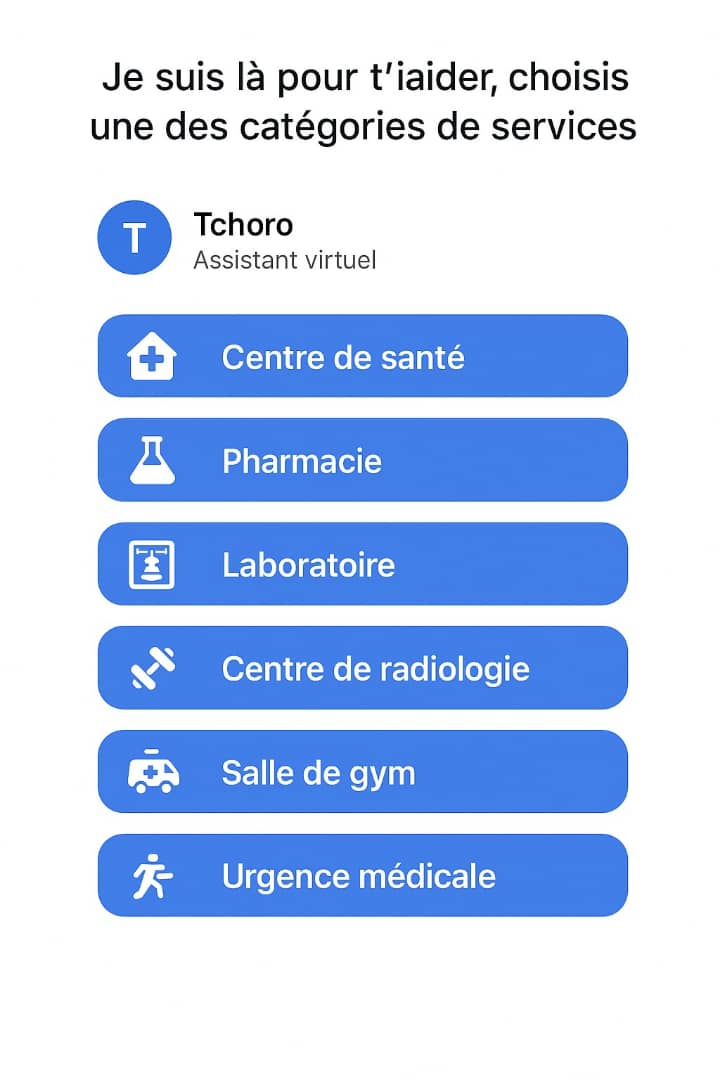 Je suis là pour t’iaider, choisis
une des catégories de services
T
Tchoro
Assistant virtuel
Centre de santé
Pharmacie
Laboratoire
Centre de radiologie
Salle de gym
Urgence médicale